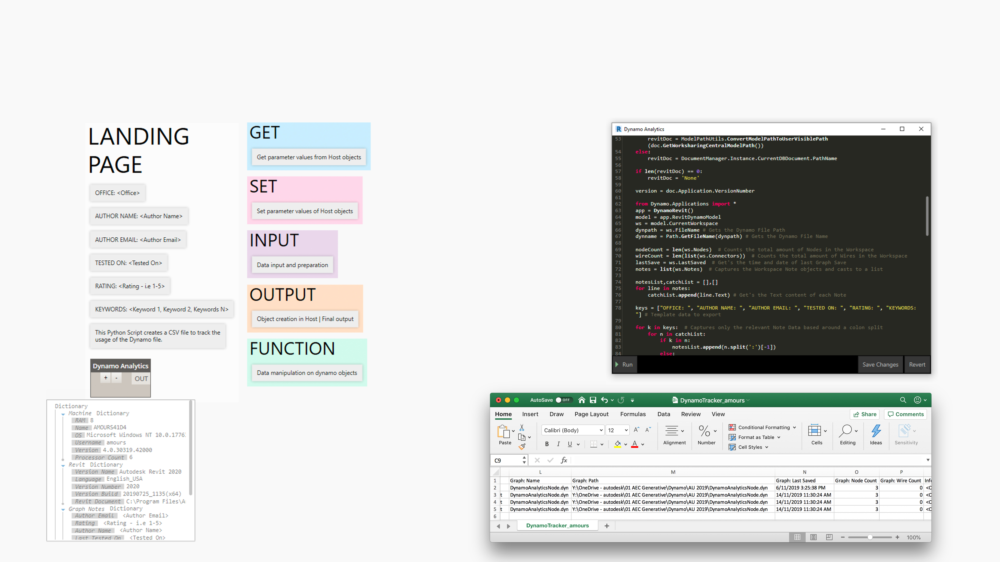 LANDING
PAGE
OFFICE: <Office>
AUTHOR NAME: <Author Name>
AUTHOR EMAIL: <Author Email>
TESTED ON: <Tested On>
RATING: <Rating - i.e 1-5>
KEYWORDS: <Keyword 1, Keyword 2, Keywords N>
This Python Script creates a CSV file to track the
usage of the Dynamo file.
Dynamo Analytics
+ - OUT
Dictionary
Machine Dictionary
RAM 8
Name AMOURS41D4
OS Microsoft Windows NT 10.0.1776
Username amours
Version 4.0.30319.42000
Processor Count 6
Revit Dictionary
Version Name Autodesk Revit 2020
Language English_USA
Version Number 2020
Version Build 20190725_1135(x64)
Revit Document C:\Program Files\A
Graph Notes Dictionary
Author Email <Author Email>
Rating <Rating - i.e 1-5>
Author Name <Author Name>
Last Tested On <Tested On>
GET
Get parameter values from Host objects
SET
Set parameter values of Host objects
INPUT
Data input and preparation
OUTPUT
Object creation in Host | Final output
FUNCTION
Data manipulation on dynamo objects
R Dynamo Analytics
53 revitDoc = ModelPathUtils.ConvertModelPathToUserVisiblePath
(doc.GetWorksharingCentralModelPath())
54 else:
55 revitDoc = DocumentManager.Instance.CurrentDBDocument.PathName
56
57 if len(revitDoc) == 0:
58 revitDoc = 'None'
59
60 version = doc.Application.VersionNumber
61
62 from Dynamo.Applications import *
63 app = DynamoRevit()
64 model = app.RevitDynamoModel
65 ws = model.CurrentWorkspace
66 dynpath = ws.FileName # Gets the Dynamo File Path
67 dynname = Path.GetFileName(dynpath) # Gets the Dynamo File Name
68
69 nodeCount = len(ws.Nodes) # Counts the total amount of Nodes in the Workspace
70 wireCount = len(list(ws.Connectors)) # Counts the total amount of Wires in the Workspace
71 lastSave = ws.LastSaved # Get's the time and date of last Graph Save
72 notes = list(ws.Notes) # Captures the Workspace Note objects and casts to a list
73
74 notesList,catchList = [],[]
75 for line in notes:
76 catchList.append(line.Text) # Get's the Text content of each Note
77
78 keys = ["OFFICE: ", "AUTHOR NAME: ", "AUTHOR EMAIL: ", "TESTED ON: ", "RATING: ", "KEYWORDS:
"] # Template data to export
79
80 for k in keys: # Captures only the relevant Note Data based around a colon split
81 for n in catchList:
82 if k in n:
83 notesList.append(n.split(':')[-1])
84 else:
Run Save Changes Revert
AutoSave OFF DynamoTracker_amours
Home Insert Draw Page Layout Formulas Data Review View Share Comments
Paste Calibri (Body) 12 A^ A B I U A Alignment % Number
Conditional Formatting
Format as Table
Cell Styles
Cells Editing Ideas Sensitivity
C9 fx
L M N O P
1 Graph: Name Graph: Path Graph: Last Saved Graph: Node Count Graph: Wire Count Info
2 DynamoAnalyticsNode.dyn Y:\OneDrive - autodesk\01 AEC Generative\Dynamo\AU 2019\DynamoAnalyticsNode.dyn 6/11/2019 3:25:38 PM 3 0 <O
3 t DynamoAnalyticsNode.dyn Y:\OneDrive - autodesk\01 AEC Generative\Dynamo\AU 2019\DynamoAnalyticsNode.dyn 14/11/2019 11:30:24 AM 3 0 <O
4 t DynamoAnalyticsNode.dyn Y:\OneDrive - autodesk\01 AEC Generative\Dynamo\AU 2019\DynamoAnalyticsNode.dyn 14/11/2019 11:30:24 AM 3 0 <O
5 t DynamoAnalyticsNode.dyn Y:\OneDrive - autodesk\01 AEC Generative\Dynamo\AU 2019\DynamoAnalyticsNode.dyn 14/11/2019 11:30:24 AM 3 0 <O
6
DynamoTracker_amours +
- + 100%